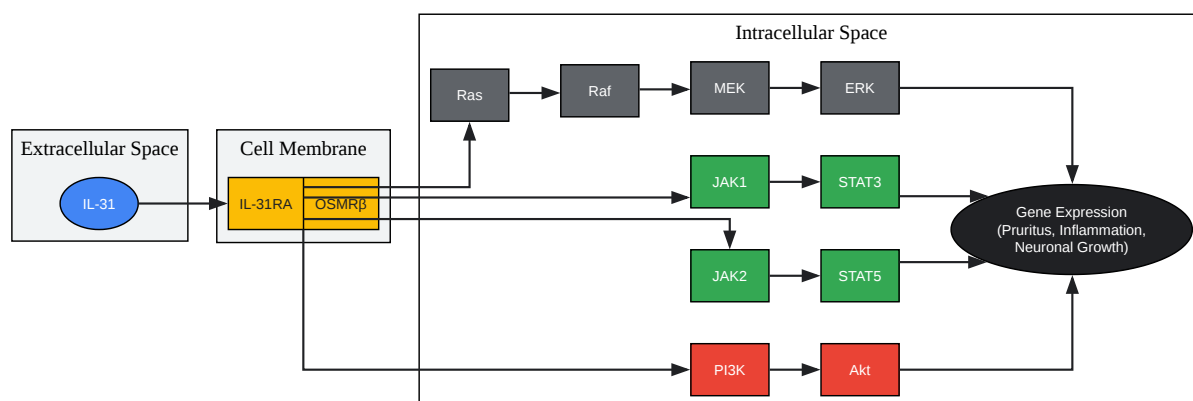 Intracellular Space
Ras
Raf
MEK
ERK
Extracellular Space
Cell Membrane
IL-31
IL-31RA
OSMRβ
JAK1
STAT3
Gene Expression
(Pruritus, Inflammation,
Neuronal Growth)
JAK2
STAT5
PI3K
Akt